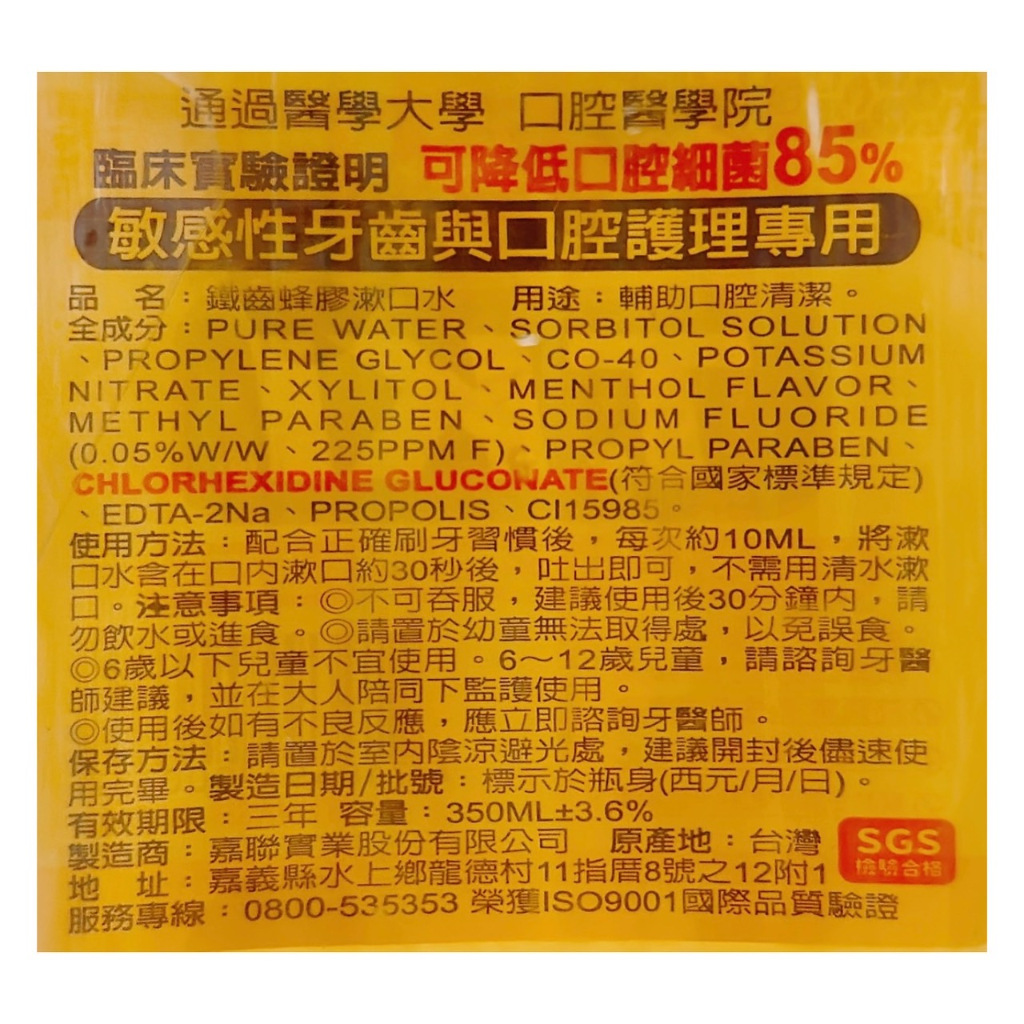 通過醫學大學 口腔醫學院
臨床實驗證明 可降低口腔細菌85%
敏感性牙齒與口腔護理專用
品 名：鐵齒蜂膠漱口水 用途：輔助口腔清潔。
全成分：PURE WATER、SORBITOL SOLUTION
、PROPYLENE GLYCOL、CO-40、POTASSIUM
NITRATE、XYLITOL、MENTHOL FLAVOR、
METHYL PARABEN、SODIUM FLUORIDE
(0.05%W/W、225PPM F)、PROPYL PARABEN、
CHLORHEXIDINE GLUCONATE(符合國家標準規定)
、EDTA-2Na、PROPOLIS、CI15985。
使用方法：配合正確刷牙習慣後，每次約10ML，將漱
口水含在口內漱口約30秒後，吐出即可，不需用清水漱
口。注意事項：◎不可吞服，建議使用後30分鐘內，請
勿飲水或進食。◎請置於幼童無法取得處，以免誤食。
◎6歲以下兒童不宜使用。6～12歲兒童，請諮詢牙醫
師建議，並在大人陪同下監護使用。
◎使用後如有不良反應，應立即諮詢牙醫師。
保存方法：請置於室內陰涼避光處，建議開封後儘速使
用完畢。製造日期/批號：標示於瓶身(西元/月/日)。
有效期限：三年 容量：350ML±3.6%
製造商：嘉聯實業股份有限公司 原產地：台灣
地 址：嘉義縣水上鄉龍德村11指厝8號之12附1
服務專線：0800-535353 榮獲ISO9001國際品質驗證
SGS
檢驗合格